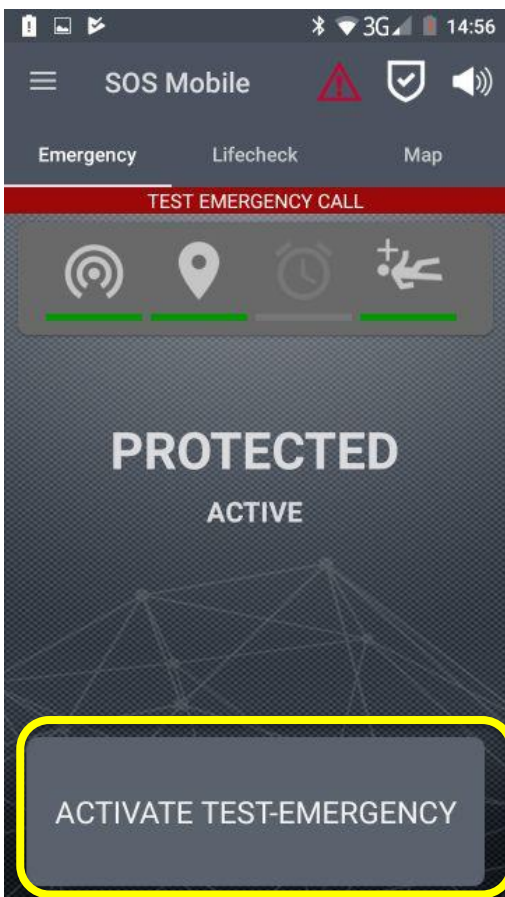 3G 14:56
SOS Mobile
Emergency Lifecheck Map
TEST EMERGENCY CALL
PROTECTED
ACTIVE
ACTIVATE TEST-EMERGENCY